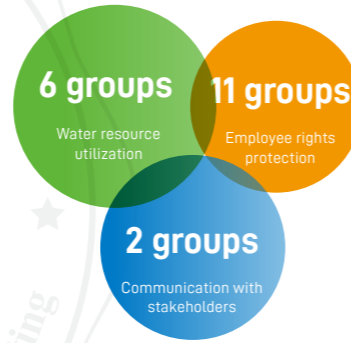 6 groups
Water resource
utilization
11 groups
Employee rights
protection
2 groups
Communication with
stakeholders